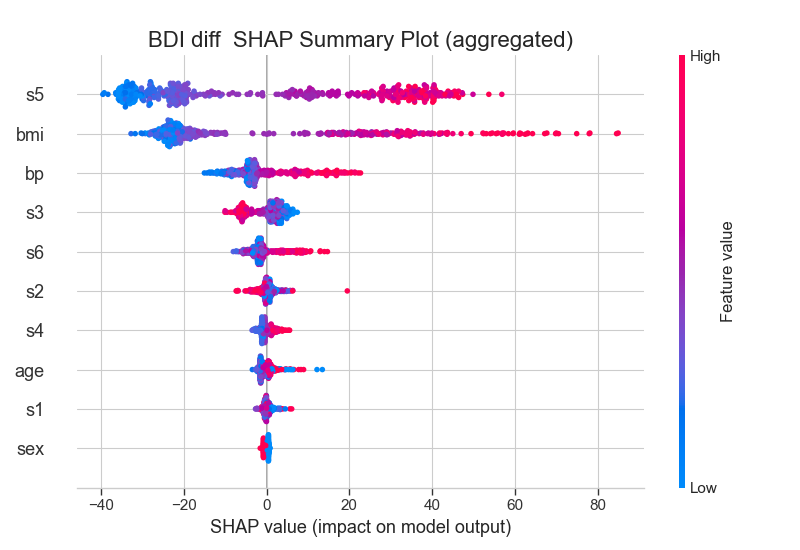 BDI diff  SHAP Summary Plot (aggregated)
High
s5
bmi
bp
s3
s6
s2
s4
age
s1
sex
Feature value
Low
−40
−20
0
20
40
60
80
SHAP value (impact on model output)